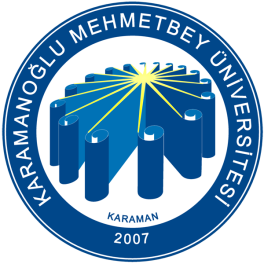 KARAMANOĞLU MEHMETBEY ÜNİVERSİTESİ
KARAMAN
2007